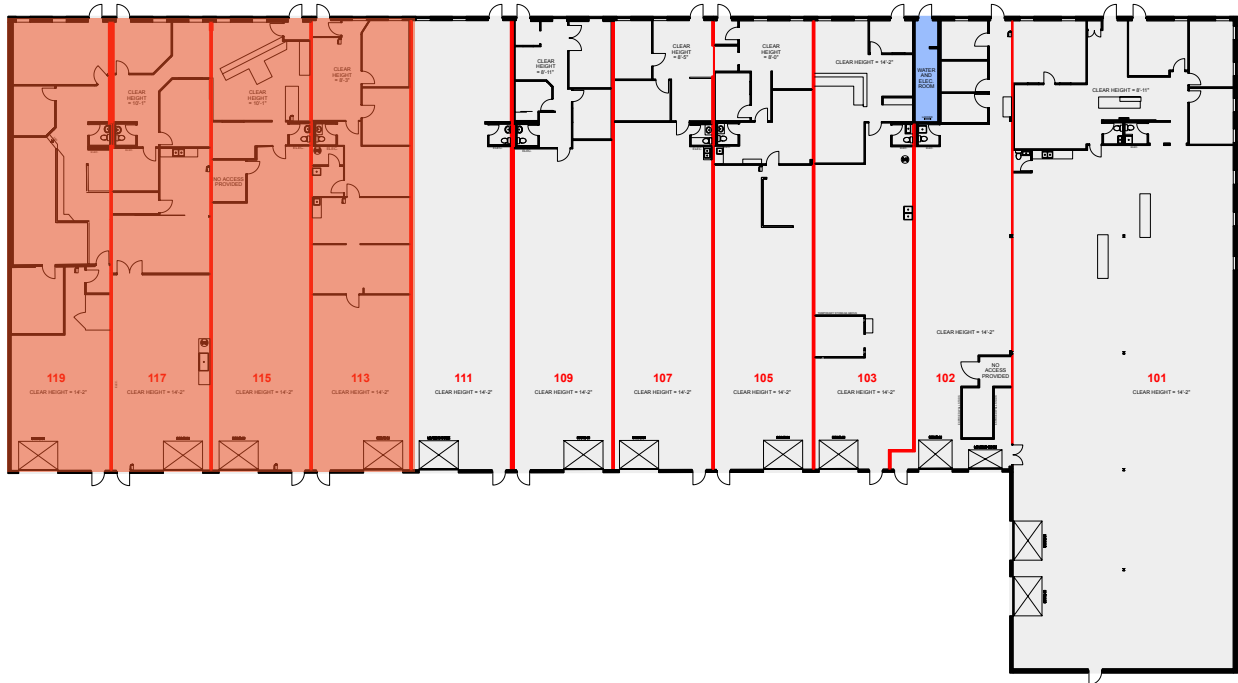 CLEAR
HEIGHT
= 10'-1"
CLEAR
HEIGHT
= 10'-1"
CLEAR
HEIGHT
= 8'-3"
CLEAR
HEIGHT
= 8'-11"
CLEAR
HEIGHT
= 8'-5"
CLEAR
HEIGHT
= 8'-0"
CLEAR HEIGHT = 14'-2"
WATER
AND
ELEC.
ROOM
CLEAR HEIGHT = 8'-11"
NO ACCESS
PROVIDED
CLEAR HEIGHT = 14'-2"
NO
ACCESS
PROVIDED
119
CLEAR HEIGHT = 14'-2"
117
CLEAR HEIGHT = 14'-2"
115
CLEAR HEIGHT = 14'-2"
113
CLEAR HEIGHT = 14'-2"
111
CLEAR HEIGHT = 14'-2"
109
CLEAR HEIGHT = 14'-2"
107
CLEAR HEIGHT = 14'-2"
105
CLEAR HEIGHT = 14'-2"
103
CLEAR HEIGHT = 14'-2"
102
101
CLEAR HEIGHT = 14'-2"